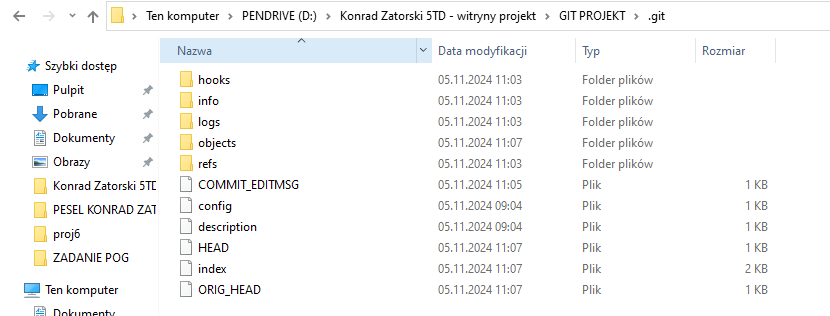 Ten komputer > PENDRIVE (D:) > Konrad Zatorski 5TD - witryny projekt > GIT PROJEKT > .git
Nazwa Data modyfikacji Typ Rozmiar
Szybki dostęp
Pulpit
Pobrane
Dokumenty
Obrazy
Konrad Zatorski 5TD
PESEL KONRAD ZAT
proj6
ZADANIE POG
Ten komputer
Dokumenty
hooks 05.11.2024 11:03 Folder plików
info 05.11.2024 11:03 Folder plików
logs 05.11.2024 11:03 Folder plików
objects 05.11.2024 11:07 Folder plików
refs 05.11.2024 11:03 Folder plików
COMMIT_EDITMSG 05.11.2024 11:05 Plik 1 KB
config 05.11.2024 09:04 Plik 1 KB
description 05.11.2024 09:04 Plik 1 KB
HEAD 05.11.2024 11:07 Plik 1 KB
index 05.11.2024 11:07 Plik 2 KB
ORIG_HEAD 05.11.2024 11:07 Plik 1 KB